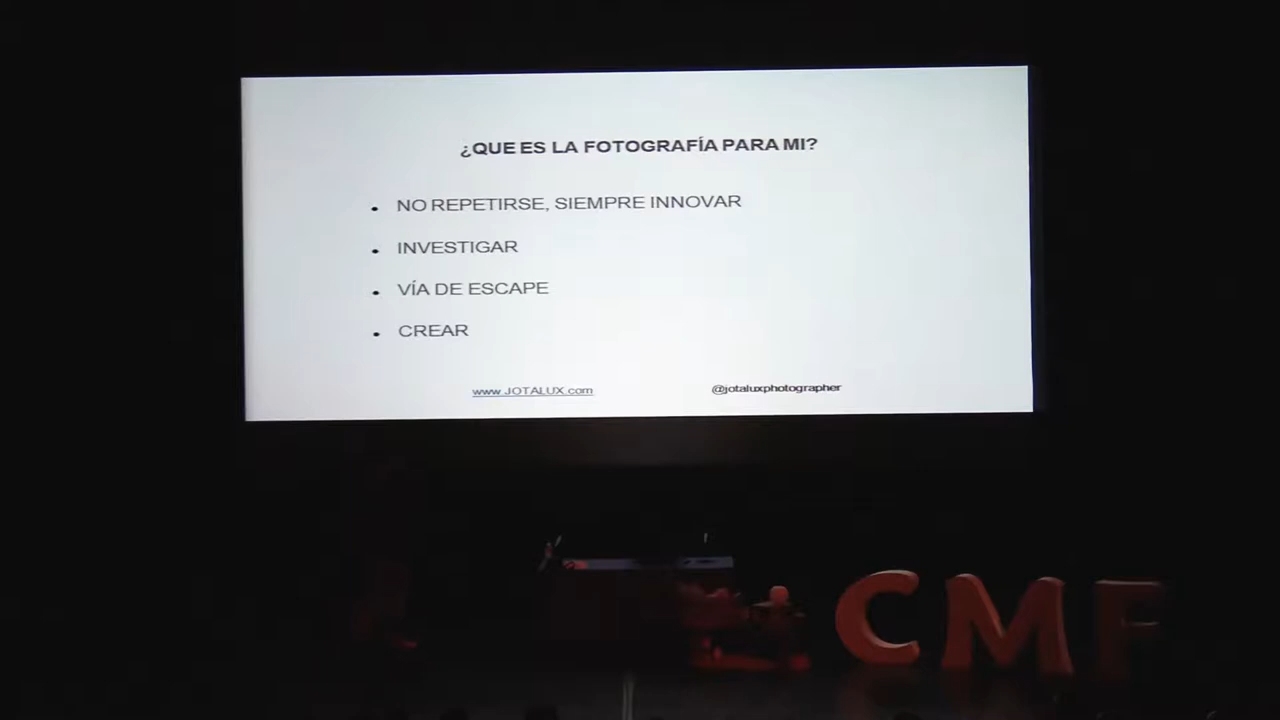 ¿QUE ES LA FOTOGRAFÍA PARA MI?
• NO REPETIRSE, SIEMPRE INNOVAR
• INVESTIGAR
• VÍA DE ESCAPE
• CREAR
www.JOTALUX.com @jotaluxphotographer
CMF